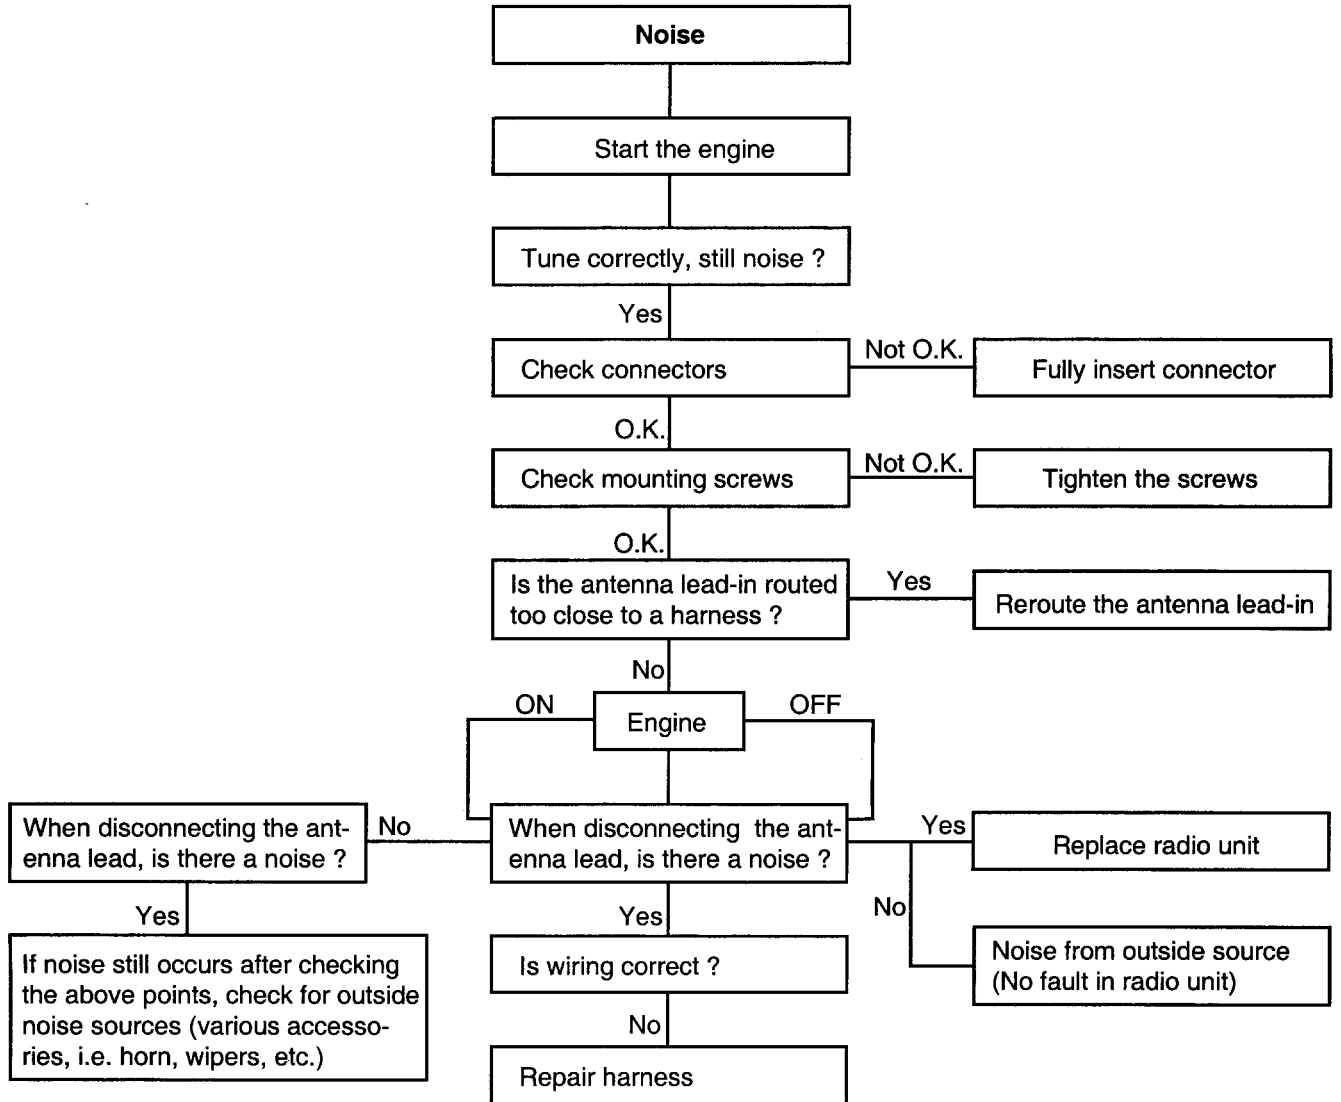 Noise
Start the engine
Tune correctly, still noise ?
Yes
Check connectors
Not O.K.
Fully insert connector
O.K.
Check mounting screws
Not O.K.
Tighten the screws
O.K.
Is the antenna lead-in routed
too close to a harness ?
Yes
Reroute the antenna lead-in
No
ON
Engine
OFF
When disconnecting the ant-
enna lead, is there a noise ?
No
When disconnecting the ant-
enna lead, is there a noise ?
Yes
Replace radio unit
Yes
If noise still occurs after checking
the above points, check for outside
noise sources (various accesso-
ries, i.e. horn, wipers, etc.)
Yes
Is wiring correct ?
No
Noise from outside source
(No fault in radio unit)
No
Repair harness